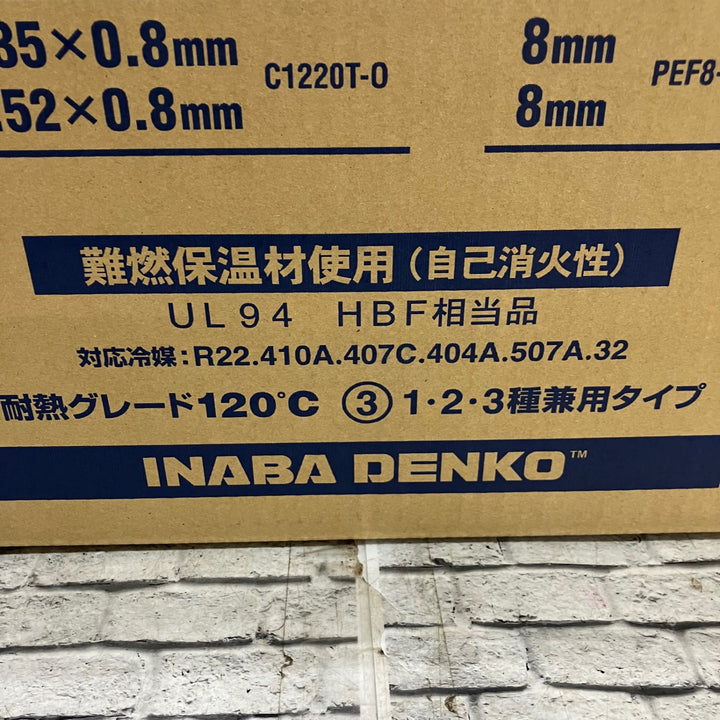 35×0.8mm C1220T-O 8mm PEF8-
.52×0.8mm 8mm
難燃保温材使用(自己消火性)
UL94 HBF相当品
対応冷媒:R22.410A.407C.404A.507A.32
耐熱グレード120℃ ③1・2・3種兼用タイプ
INABA DENKO™